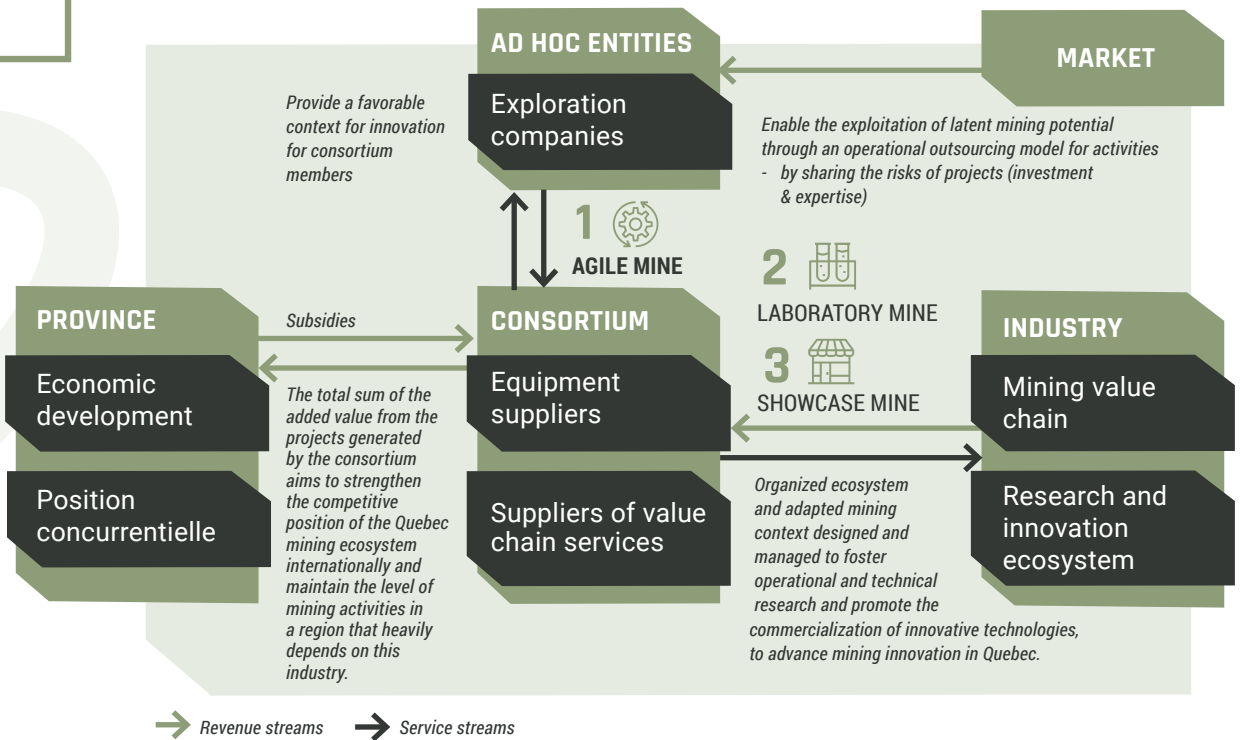 AD HOC ENTITIES
Exploration
companies
MARKET
Provide a favorable
context for innovation
for consortium
members
Enable the exploitation of latent mining potential
through an operational outsourcing model for activities
- by sharing the risks of projects (investment
& expertise)
1
AGILE MINE
2
LABORATORY MINE
3
SHOWCASE MINE
PROVINCE
Economic
development
Position
concurrentielle
Subsidies
The total sum of the
added value from the
projects generated
by the consortium
aims to strengthen
the competitive
position of the Quebec
mining ecosystem
internationally and
maintain the level of
mining activities in
a region that heavily
depends on this
industry.
CONSORTIUM
Equipment
suppliers
Suppliers of value
chain services
INDUSTRY
Mining value
chain
Research and
innovation
ecosystem
Organized ecosystem
and adapted mining
context designed and
managed to foster
operational and technical
research and promote the
commercialization of innovative technologies,
to advance mining innovation in Quebec.
Revenue streams
Service streams